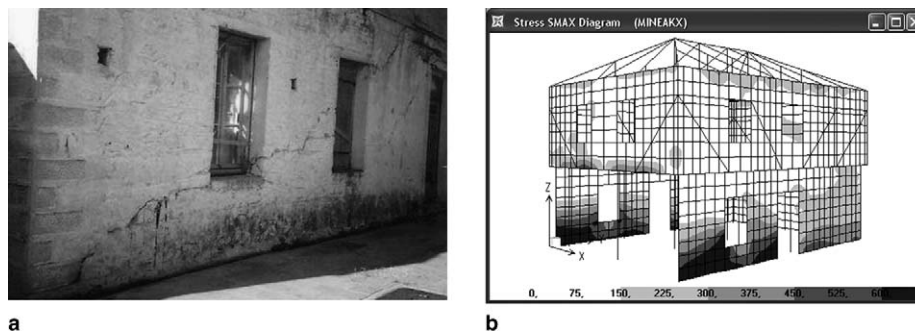 Stress SMAX Diagram (MINEAKX)
Z
X
0, 75, 150, 225, 300, 375, 450, 525, 600,
a
b